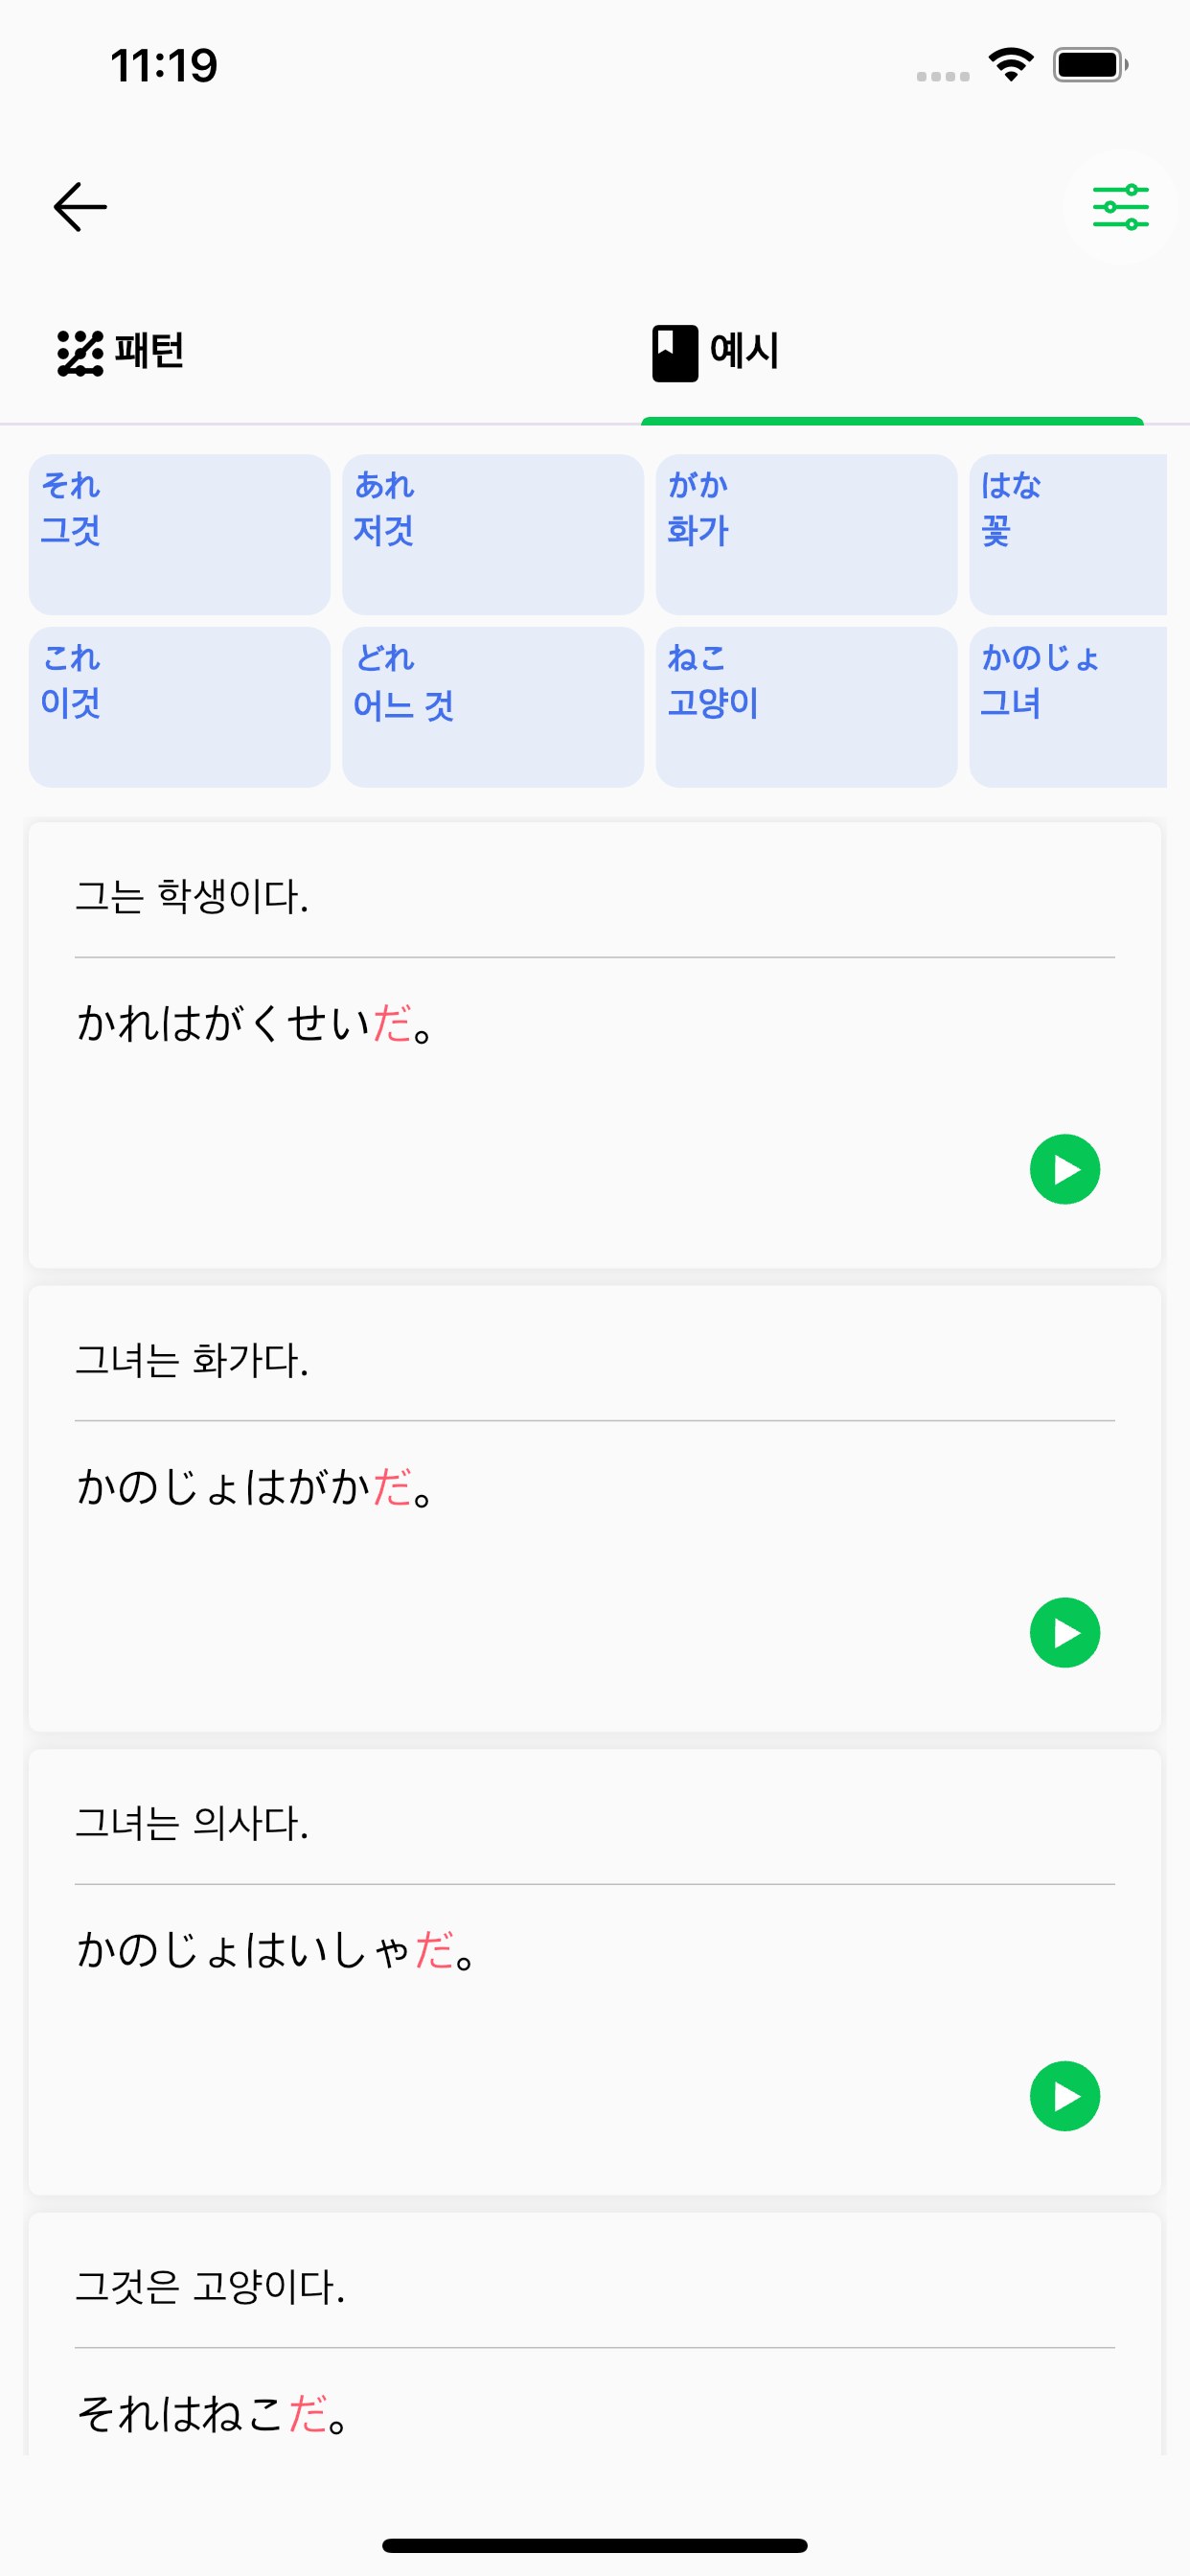 11:19
패턴
예시
それ
그것
あれ
저것
がか
화가
はな
꽃
これ
이것
どれ
어느 것
ねこ
고양이
かのじょ
그녀
그는 학생이다.
かれはがくせいだ。
그녀는 화가다.
かのじょはがかだ。
그녀는 의사다.
かのじょはいしゃだ。
그것은 고양이다.
それはねこだ。